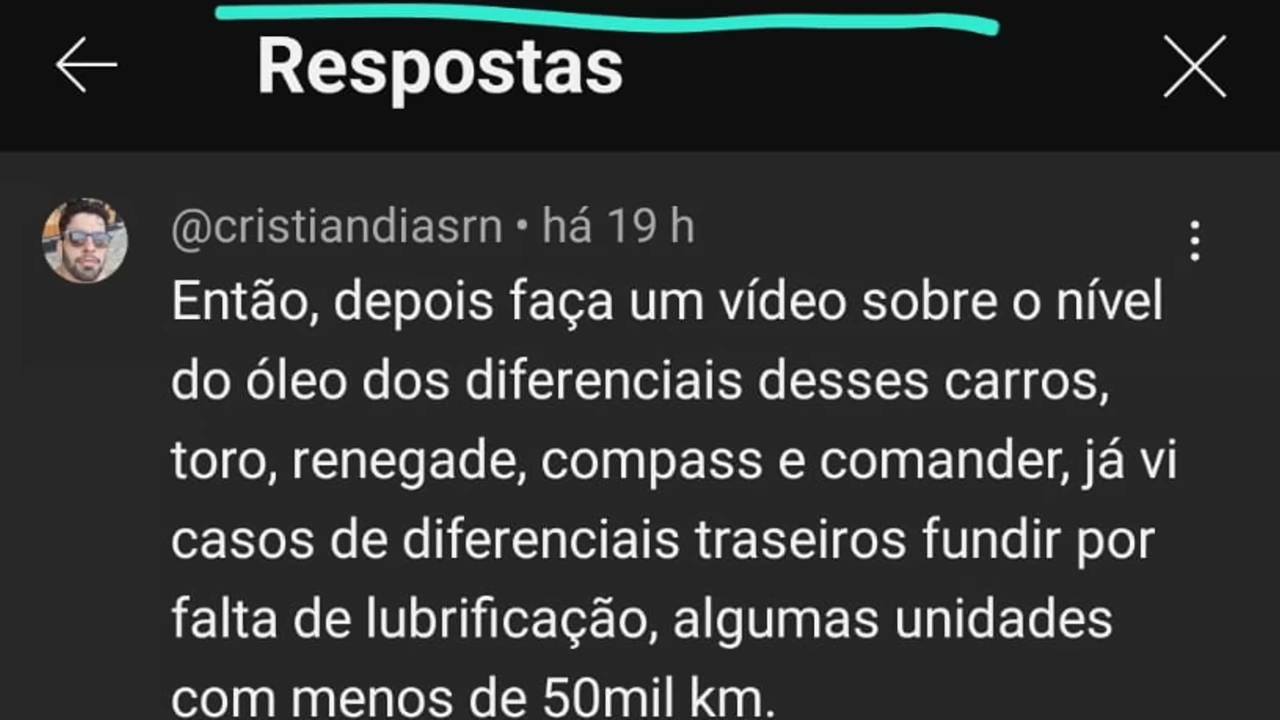 Respostas
@cristiandiasrn • há 19 h
Então, depois faça um vídeo sobre o nível
do óleo dos diferenciais desses carros,
toro, renegade, compass e comander, já vi
casos de diferenciais traseiros fundir por
falta de lubrificação, algumas unidades
com menos de 50mil km.